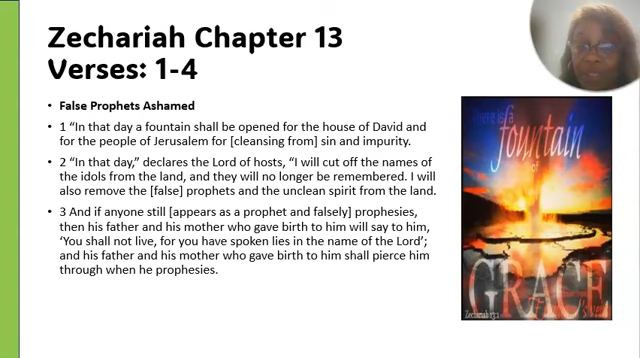 Zechariah Chapter 13
Verses: 1-4
• False Prophets Ashamed
• 1 “In that day a fountain shall be opened for the house of David and
for the people of Jerusalem for [cleansing from] sin and impurity.
• 2 “In that day,” declares the Lord of hosts, “I will cut off the names of
the idols from the land, and they will no longer be remembered. I will
also remove the [false] prophets and the unclean spirit from the land.
• 3 And if anyone still [appears as a prophet and falsely] prophesies,
then his father and his mother who gave birth to him will say to him,
‘You shall not live, for you have spoken lies in the name of the Lord’;
and his father and his mother who gave birth to him shall pierce him
through when he prophesies.
There is a
fountain
of
GRACE
Zechariah 13:1